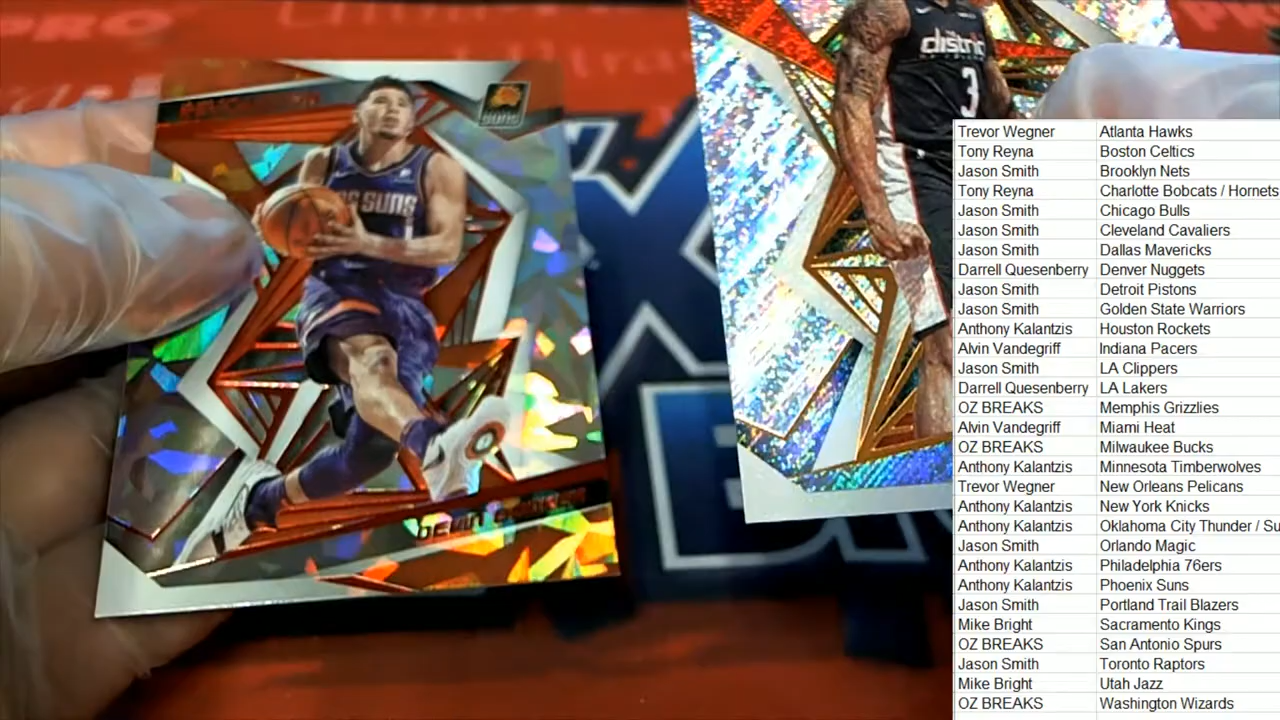 PRO
PRO
SUNS
SUNS
distric
3
DEVIN BOOKER
Trevor Wegner Atlanta Hawks
Tony Reyna Boston Celtics
Jason Smith Brooklyn Nets
Tony Reyna Charlotte Bobcats / Hornets
Jason Smith Chicago Bulls
Jason Smith Cleveland Cavaliers
Jason Smith Dallas Mavericks
Darrell Quesenberry Denver Nuggets
Jason Smith Detroit Pistons
Jason Smith Golden State Warriors
Anthony Kalantzis Houston Rockets
Alvin Vandegriff Indiana Pacers
Jason Smith LA Clippers
Darrell Quesenberry LA Lakers
OZ BREAKS Memphis Grizzlies
Alvin Vandegriff Miami Heat
OZ BREAKS Milwaukee Bucks
Anthony Kalantzis Minnesota Timberwolves
Trevor Wegner New Orleans Pelicans
Anthony Kalantzis New York Knicks
Anthony Kalantzis Oklahoma City Thunder / Su
Jason Smith Orlando Magic
Anthony Kalantzis Philadelphia 76ers
Anthony Kalantzis Phoenix Suns
Jason Smith Portland Trail Blazers
Mike Bright Sacramento Kings
OZ BREAKS San Antonio Spurs
Jason Smith Toronto Raptors
Mike Bright Utah Jazz
OZ BREAKS Washington Wizards